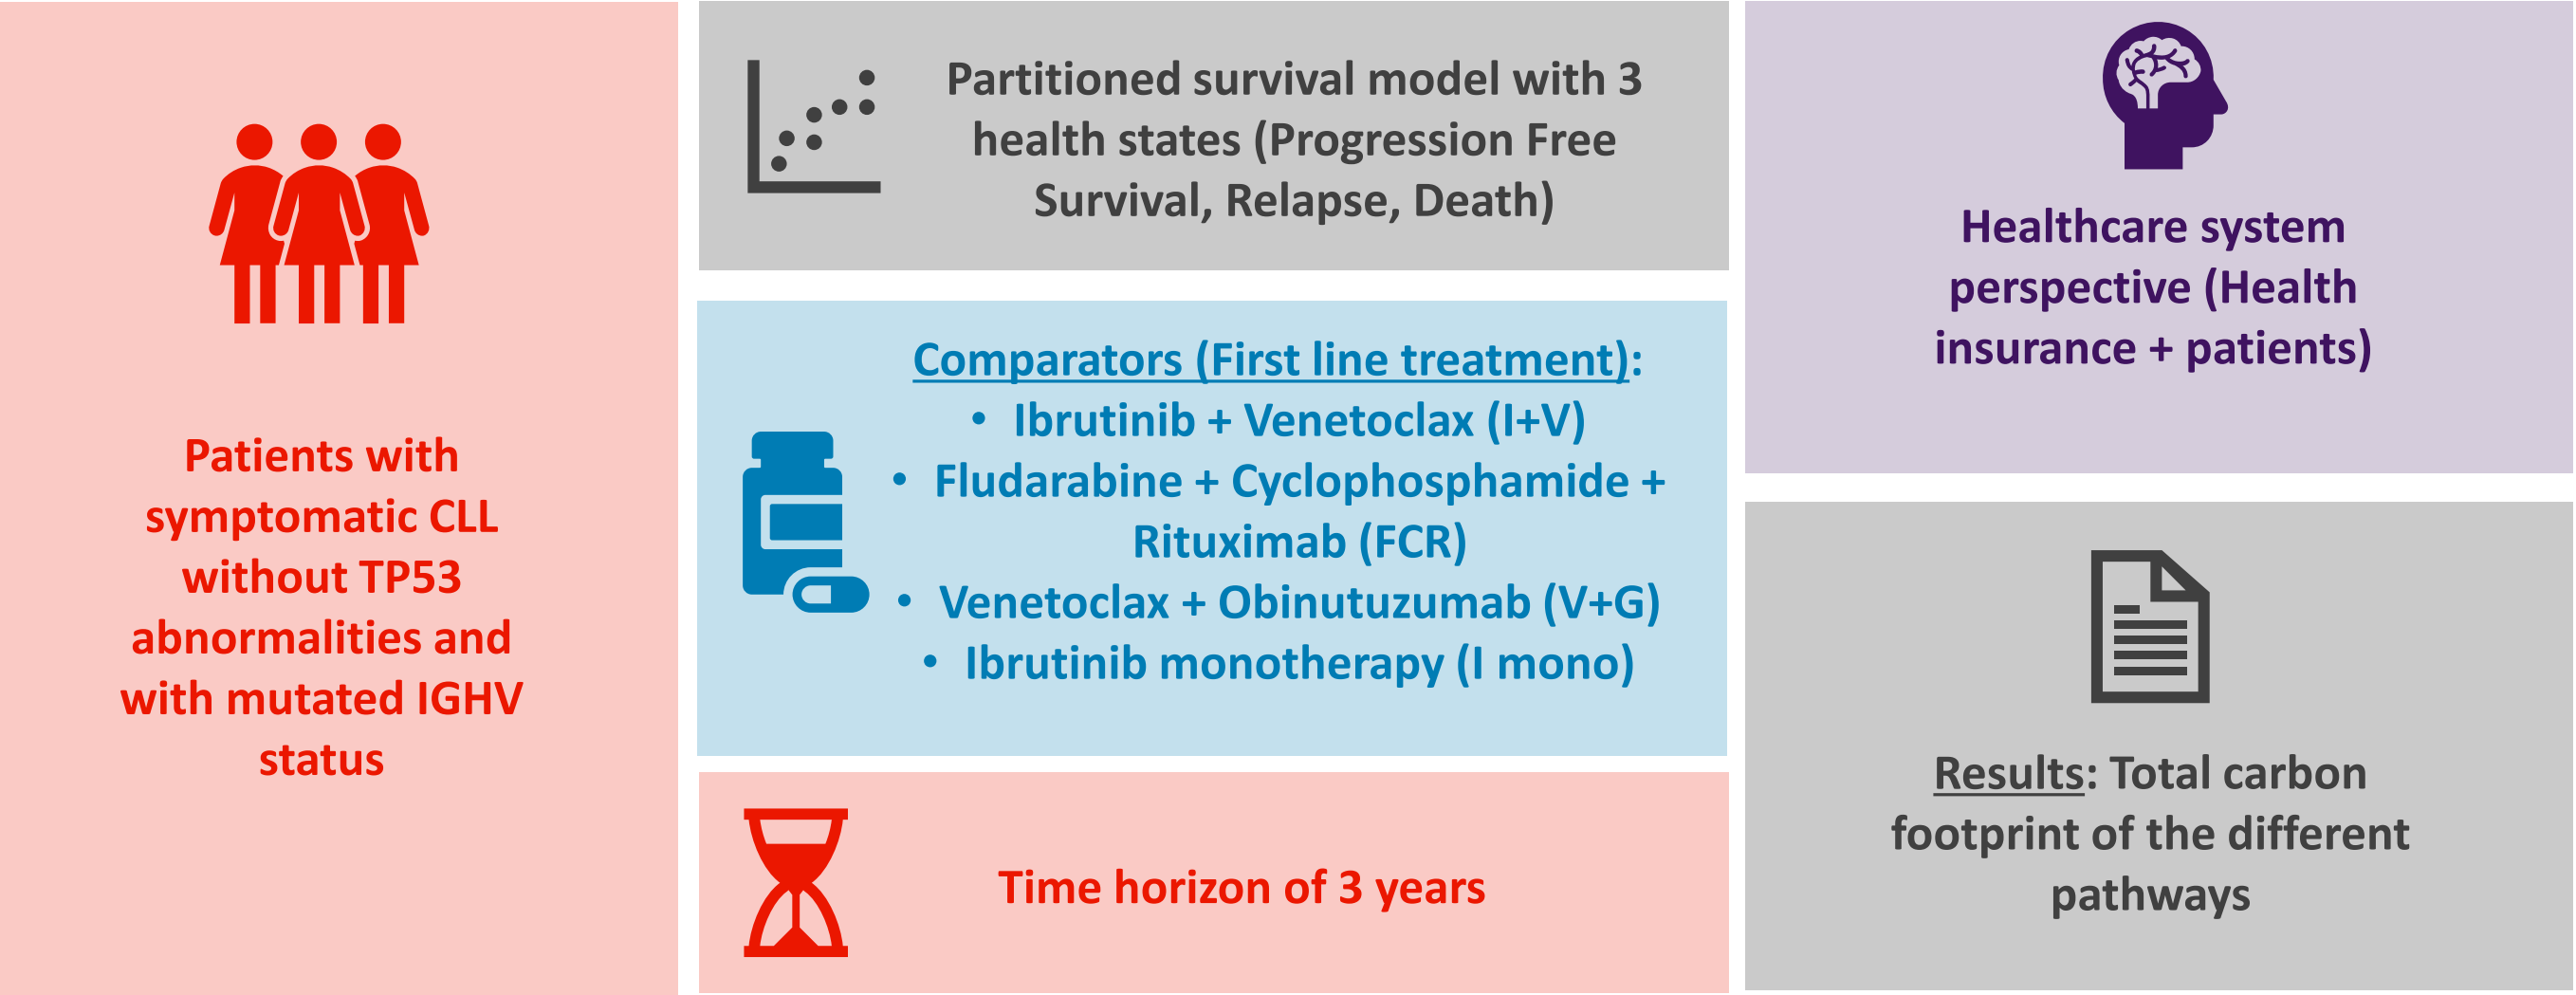 Patients with
symptomatic CLL
without TP53
abnormalities and
with mutated IGHV
status
Partitioned survival model with 3
health states (Progression Free
Survival, Relapse, Death)
Comparators (First line treatment):
• Ibrutinib + Venetoclax (I+V)
• Fludarabine + Cyclophosphamide +
Rituximab (FCR)
• Venetoclax + Obinutuzumab (V+G)
• Ibrutinib monotherapy (I mono)
Time horizon of 3 years
Healthcare system
perspective (Health
insurance + patients)
Results: Total carbon
footprint of the different
pathways